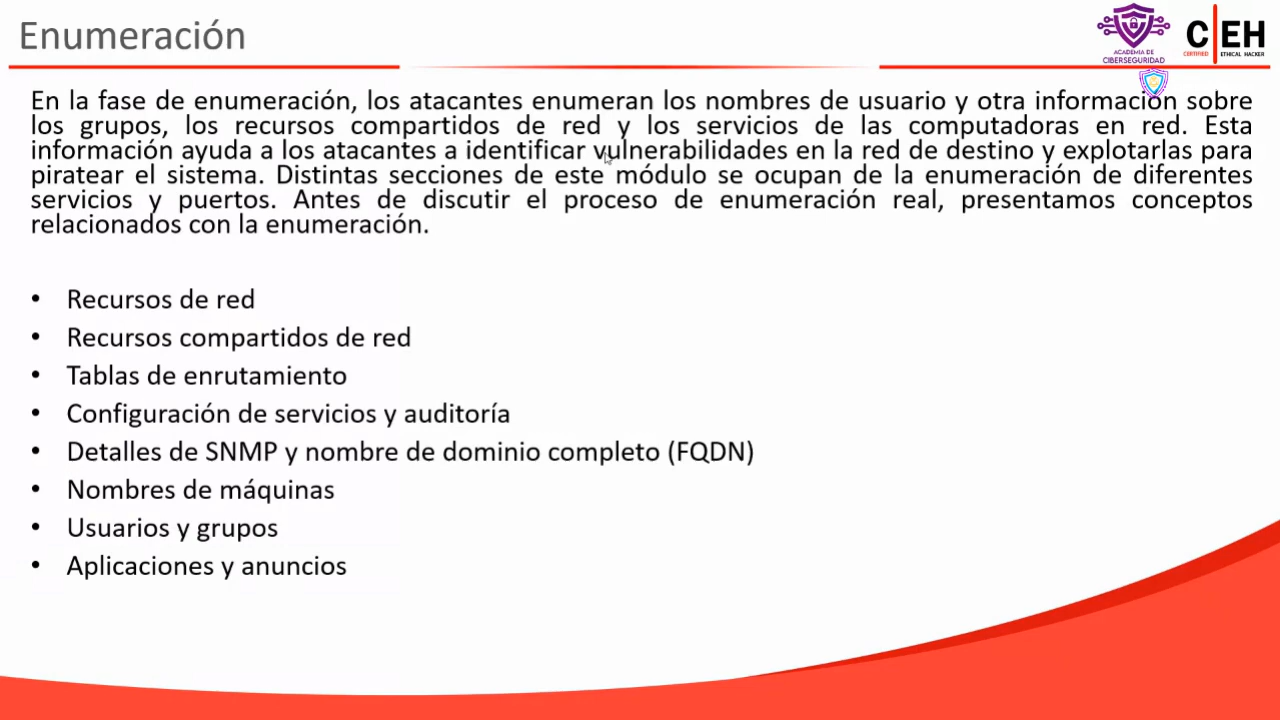 Enumeración
ACADEMIA DE
CIBERSEGURIDAD
C|EH
CERTIFIED ETHICAL HACKER
En la fase de enumeración, los atacantes enumeran los nombres de usuario y otra información sobre
los grupos, los recursos compartidos de red y los servicios de las computadoras en red. Esta
información ayuda a los atacantes a identificar vulnerabilidades en la red de destino y explotarlas para
piratear el sistema. Distintas secciones de este módulo se ocupan de la enumeración de diferentes
servicios y puertos. Antes de discutir el proceso de enumeración real, presentamos conceptos
relacionados con la enumeración.
• Recursos de red
• Recursos compartidos de red
• Tablas de enrutamiento
• Configuración de servicios y auditoría
• Detalles de SNMP y nombre de dominio completo (FQDN)
• Nombres de máquinas
• Usuarios y grupos
• Aplicaciones y anuncios